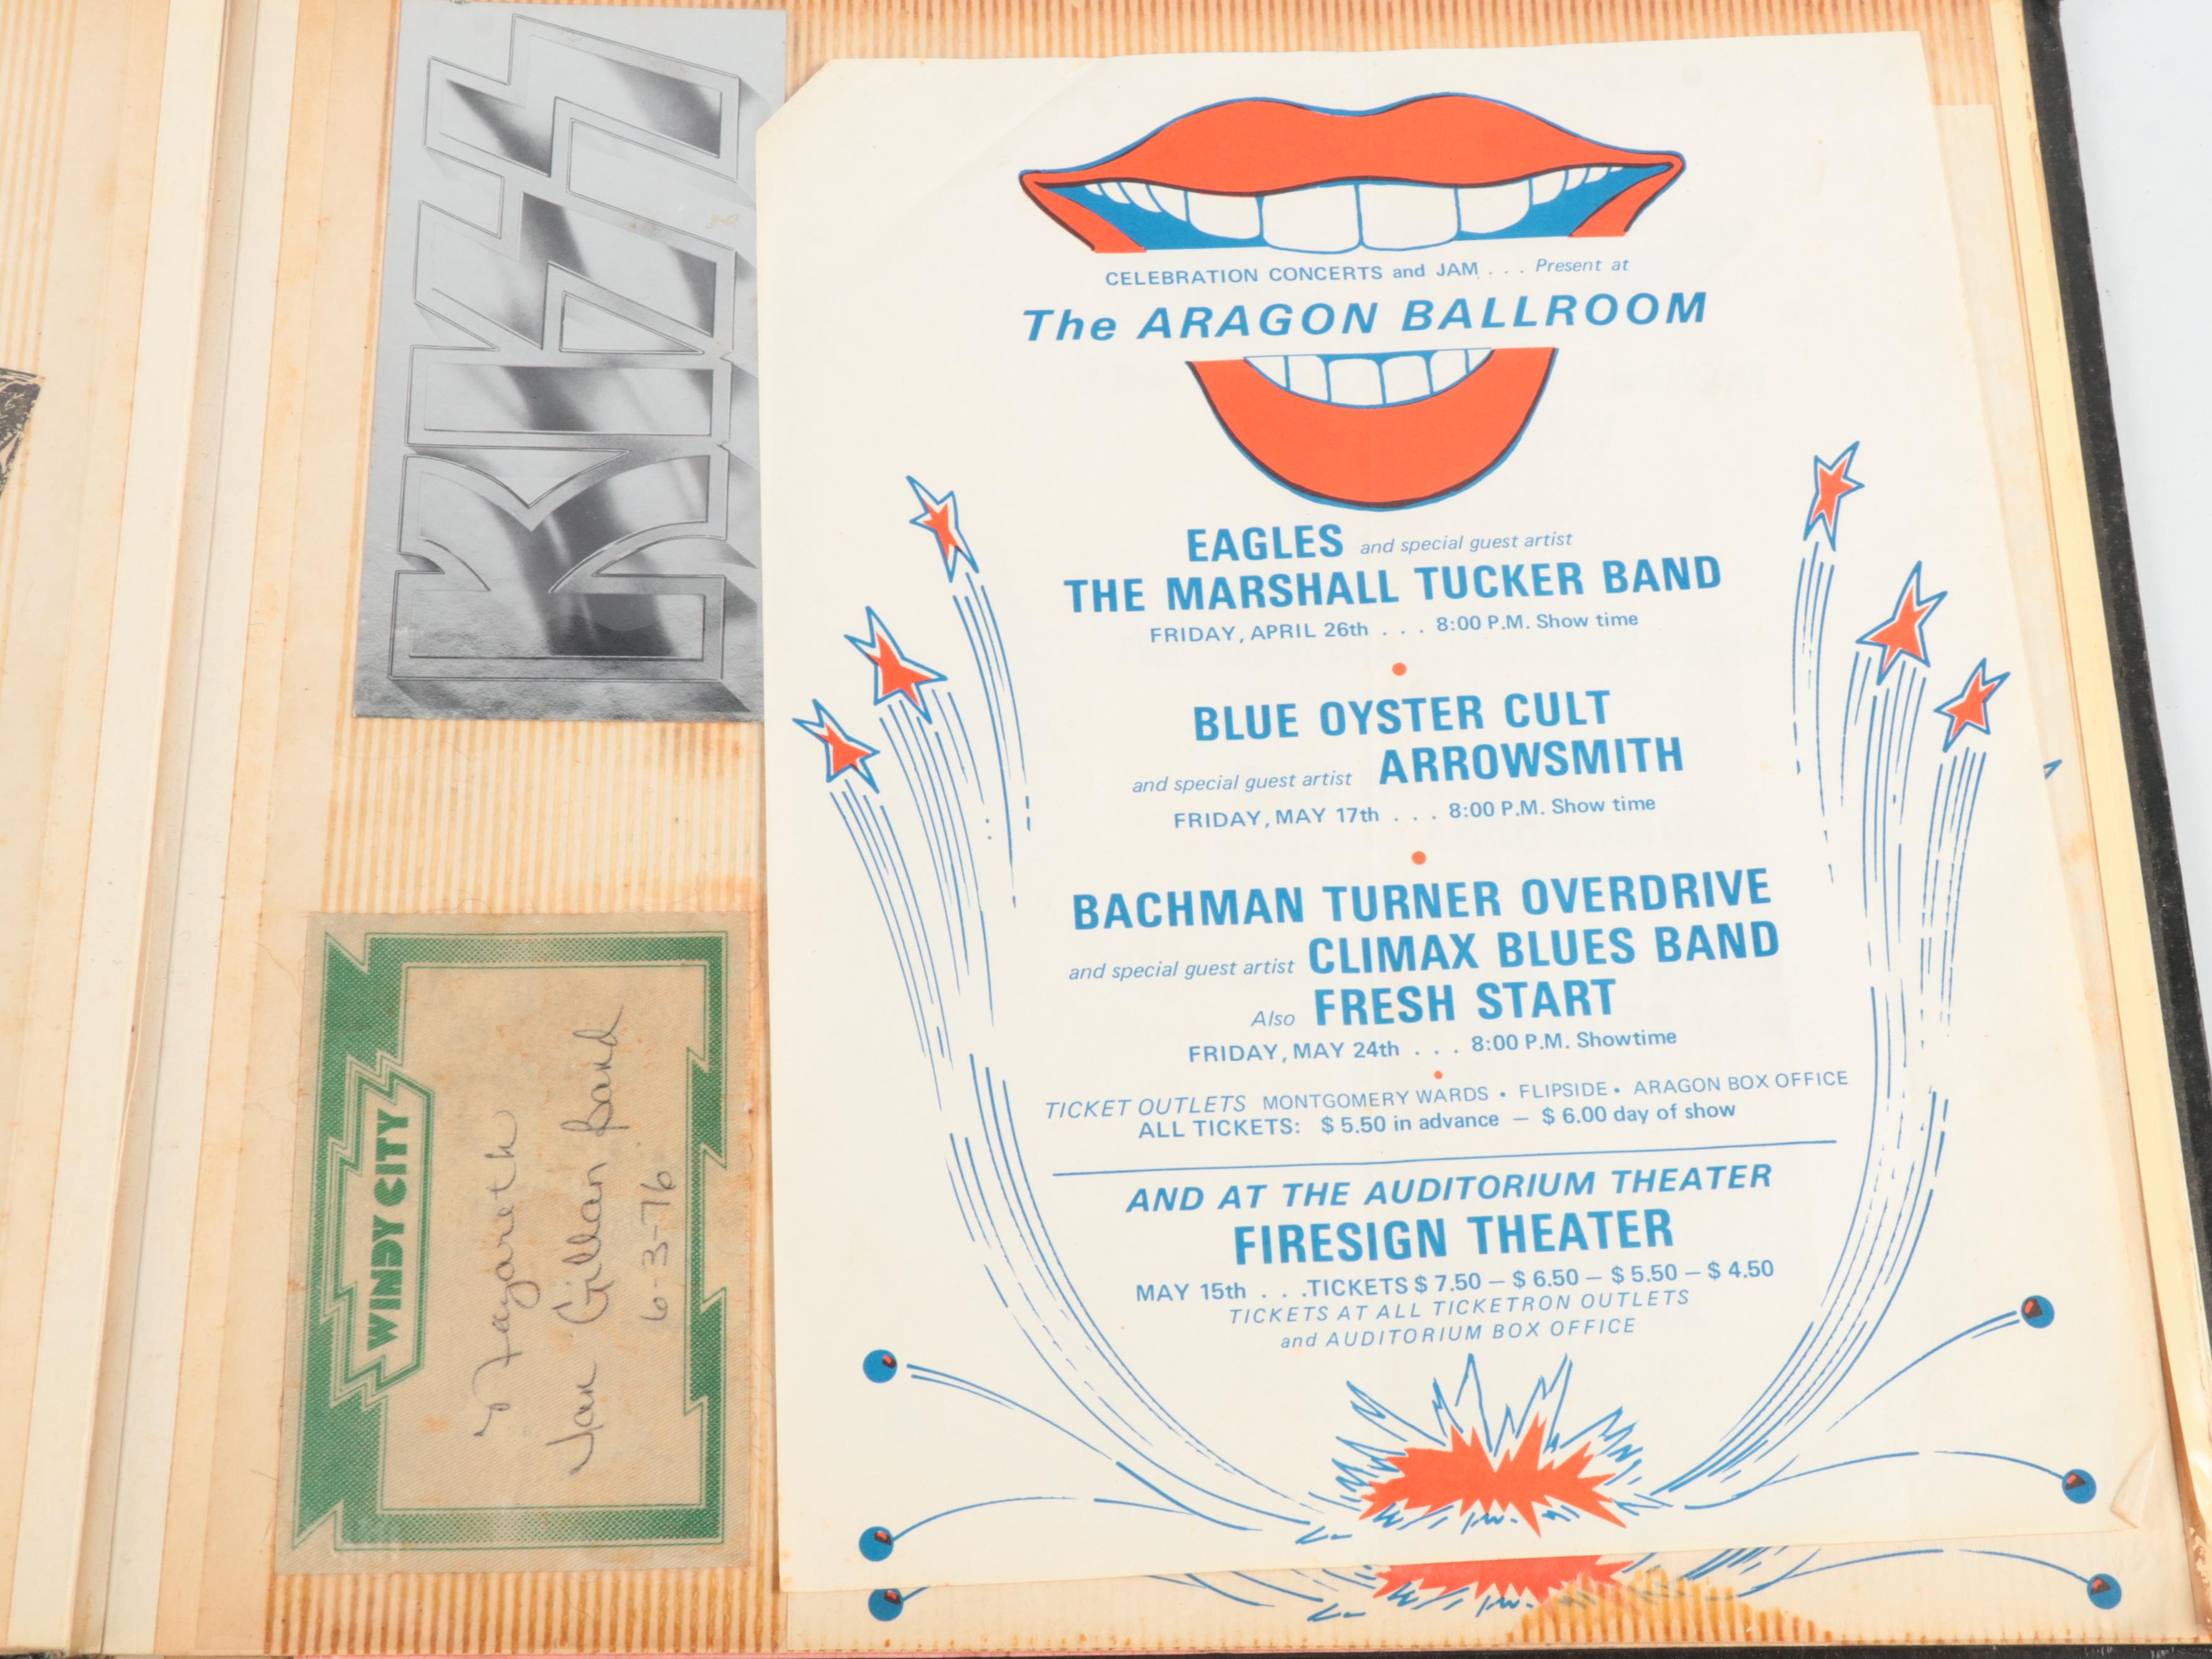 KISS
CELEBRATION CONCERTS and JAM . . . Present at
The ARAGON BALLROOM
EAGLES and special guest artist
THE MARSHALL TUCKER BAND
FRIDAY, APRIL 26th . . . 8:00 P.M. Show time
BLUE OYSTER CULT
and special guest artist ARROWSMITH
FRIDAY, MAY 17th . . . 8:00 P.M. Show time
BACHMAN TURNER OVERDRIVE
and special guest artist CLIMAX BLUES BAND
Also FRESH START
FRIDAY, MAY 24th . . . 8:00 P.M. Showtime
TICKET OUTLETS MONTGOMERY WARDS • FLIPSIDE • ARAGON BOX OFFICE
ALL TICKETS: $ 5.50 in advance — $ 6.00 day of show
AND AT THE AUDITORIUM THEATER
FIRESIGN THEATER
MAY 15th . . .TICKETS $ 7.50 — $ 6.50 — $ 5.50 — $ 4.50
TICKETS AT ALL TICKETRON OUTLETS
and AUDITORIUM BOX OFFICE
WINDY CITY
Ian Gillan Band
6-3-76